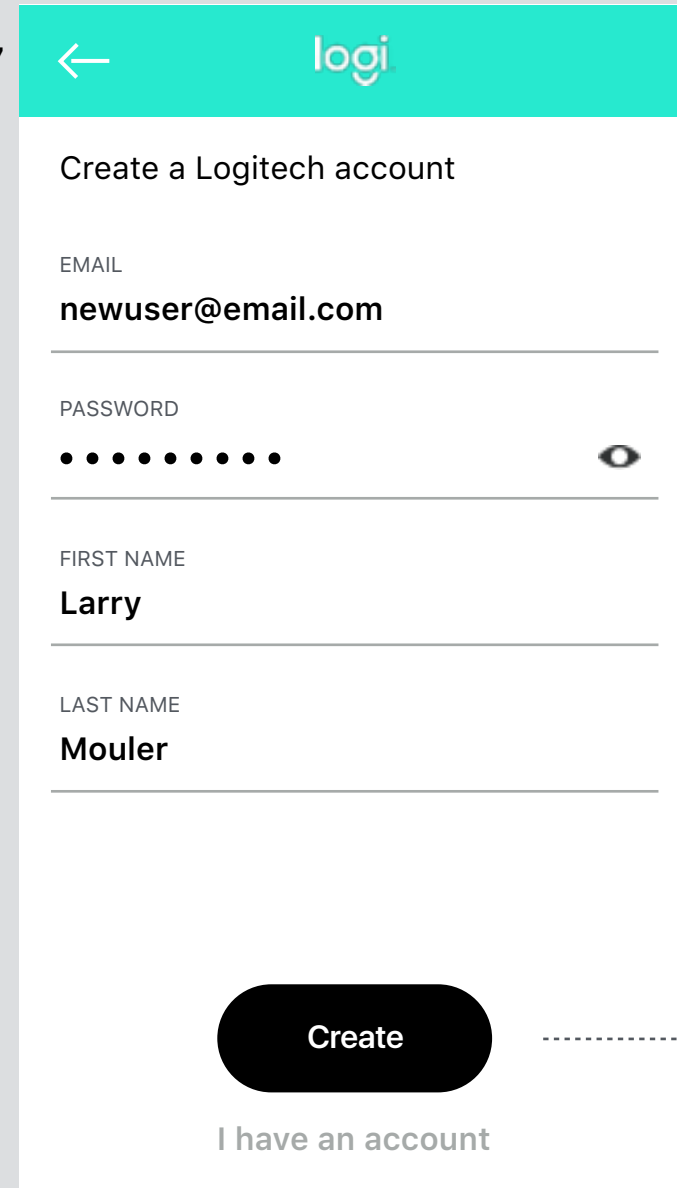 logi
Create a Logitech account
EMAIL
newuser@email.com
PASSWORD
•••••••••
FIRST NAME
Larry
LAST NAME
Mouler
Create
I have an account